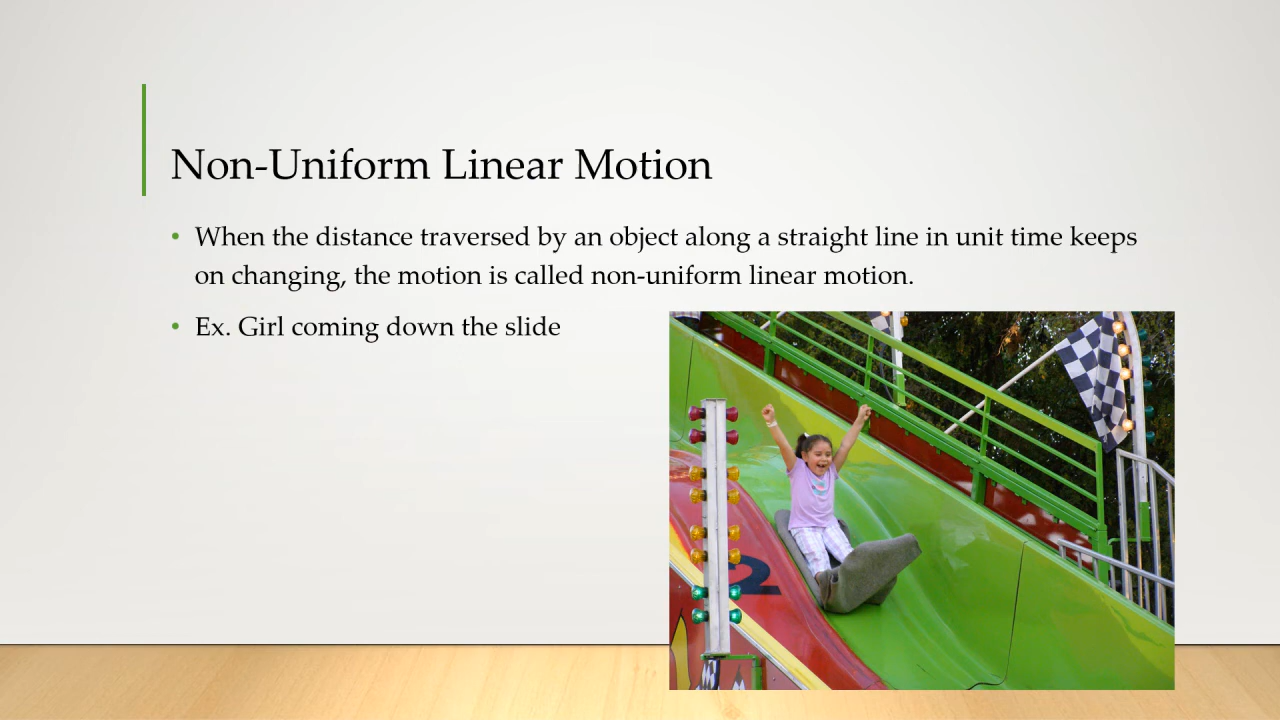 Non-Uniform Linear Motion
• When the distance traversed by an object along a straight line in unit time keeps
on changing, the motion is called non-uniform linear motion.
• Ex. Girl coming down the slide
2